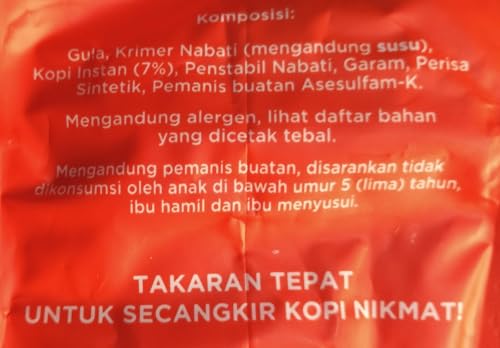 Komposisi:
Gula, Krimer Nabati (mengandung susu),
Kopi Instan (7%), Penstabil Nabati, Garam, Perisa
Sintetik, Pemanis buatan Asesulfam-K.
Mengandung alergen, lihat daftar bahan
yang dicetak tebal.
Mengandung pemanis buatan, disarankan tidak
dikonsumsi oleh anak di bawah umur 5 (lima) tahun,
ibu hamil dan ibu menyusui.
TAKARAN TEPAT
UNTUK SECANGKIR KOPI NIKMAT!